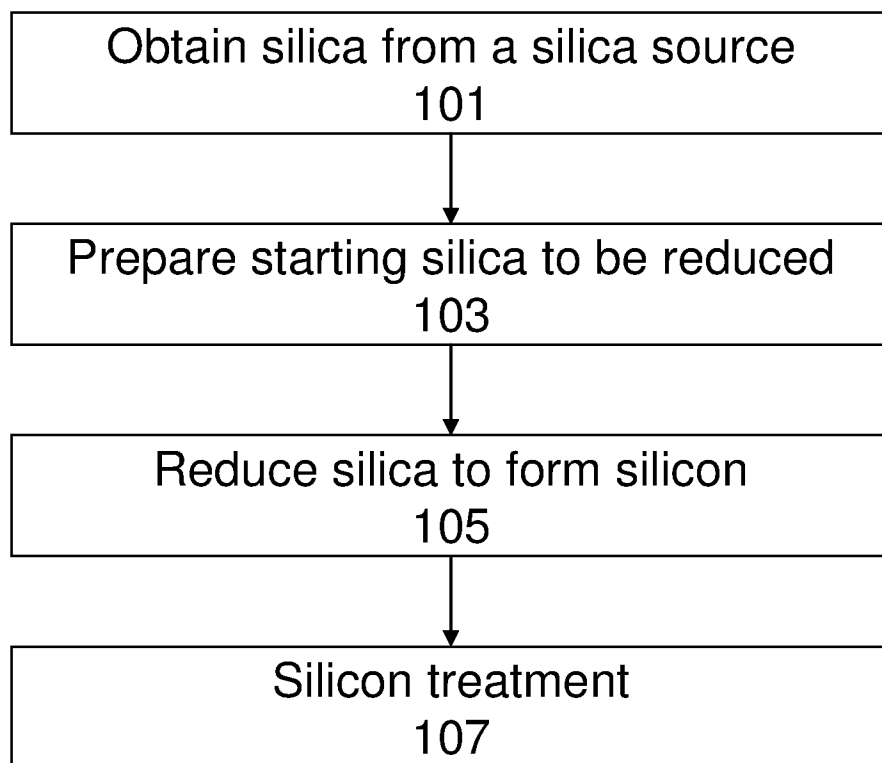 Obtain silica from a silica source
101
Prepare starting silica to be reduced
103
Reduce silica to form silicon
105
Silicon treatment
107